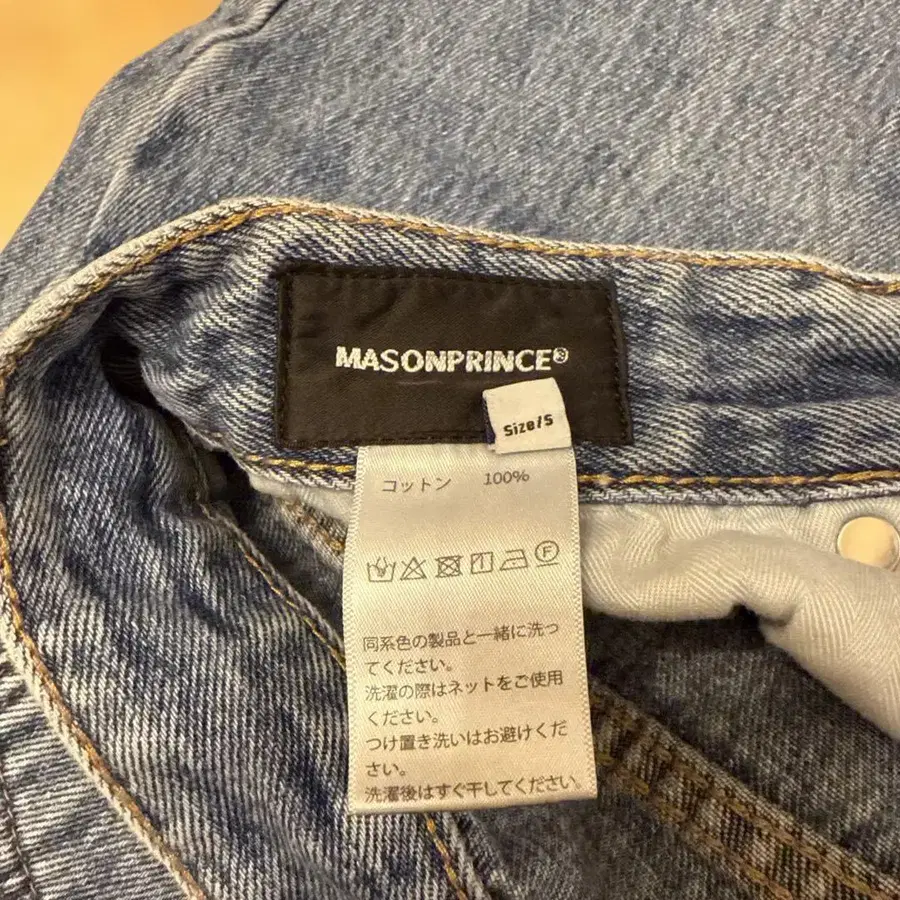 MASONPRINCE®
Size/S
コットン 100%
Ⓕ
同系色の製品と一緒に洗っ
てください。
洗濯の際はネットをご使用
ください。
つけ置き洗いはお避けくだ
さい。
洗濯後はすぐ干してください